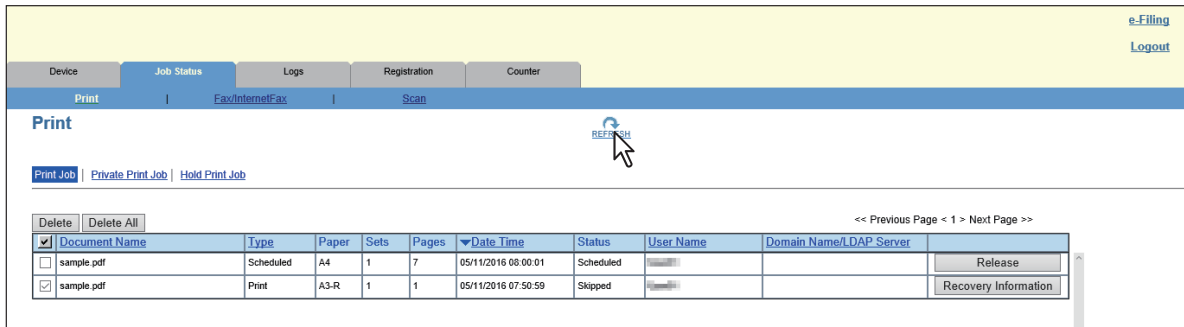 e-Filing
Logout
Device Job Status Logs Registration Counter
Print | Fax/InternetFax | Scan
Print
REFRESH
Print Job | Private Print Job | Hold Print Job
Delete Delete All << Previous Page < 1 > Next Page >>
Document Name Type Paper Sets Pages Date Time Status User Name Domain Name/LDAP Server
sample.pdf Scheduled A4 1 7 05/11/2016 08:00:01 Scheduled Release
sample.pdf Print A3-R 1 1 05/11/2016 07:50:59 Skipped Recovery Information